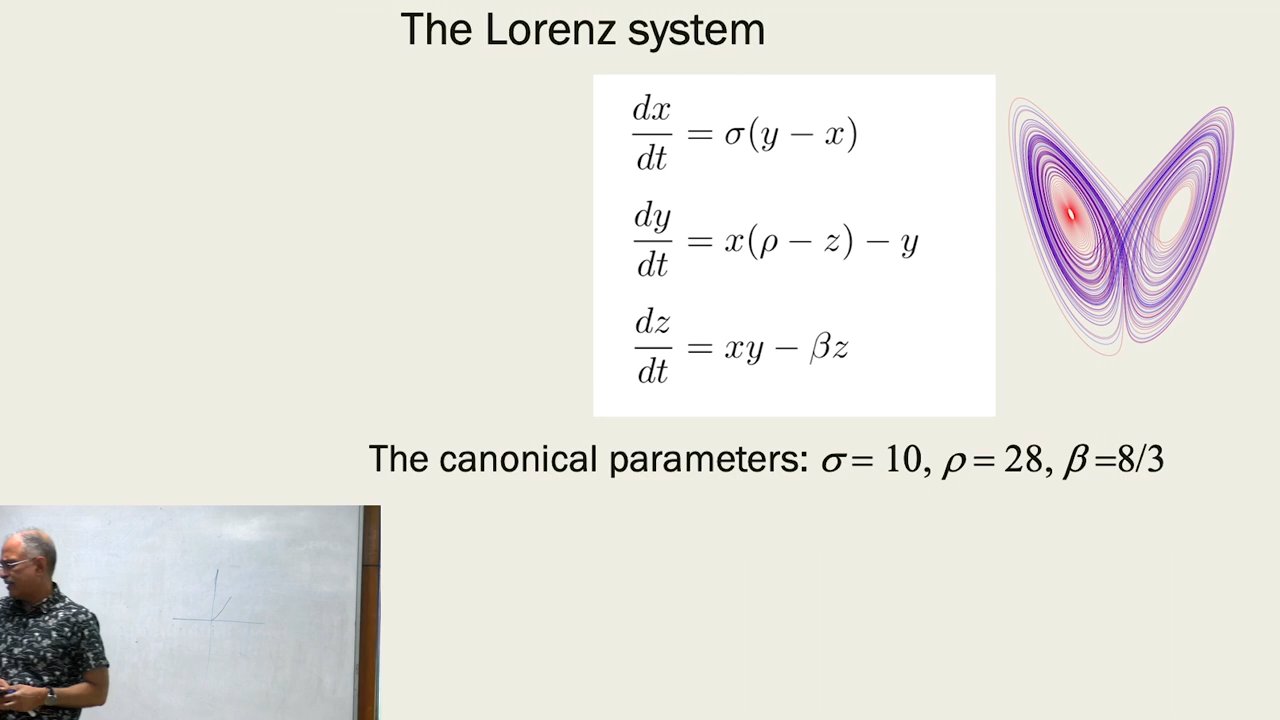 The Lorenz system
dx/dt = σ(y − x)
dy/dt = x(ρ − z) − y
dz/dt = xy − βz
The canonical parameters: σ = 10, ρ = 28, β =8/3